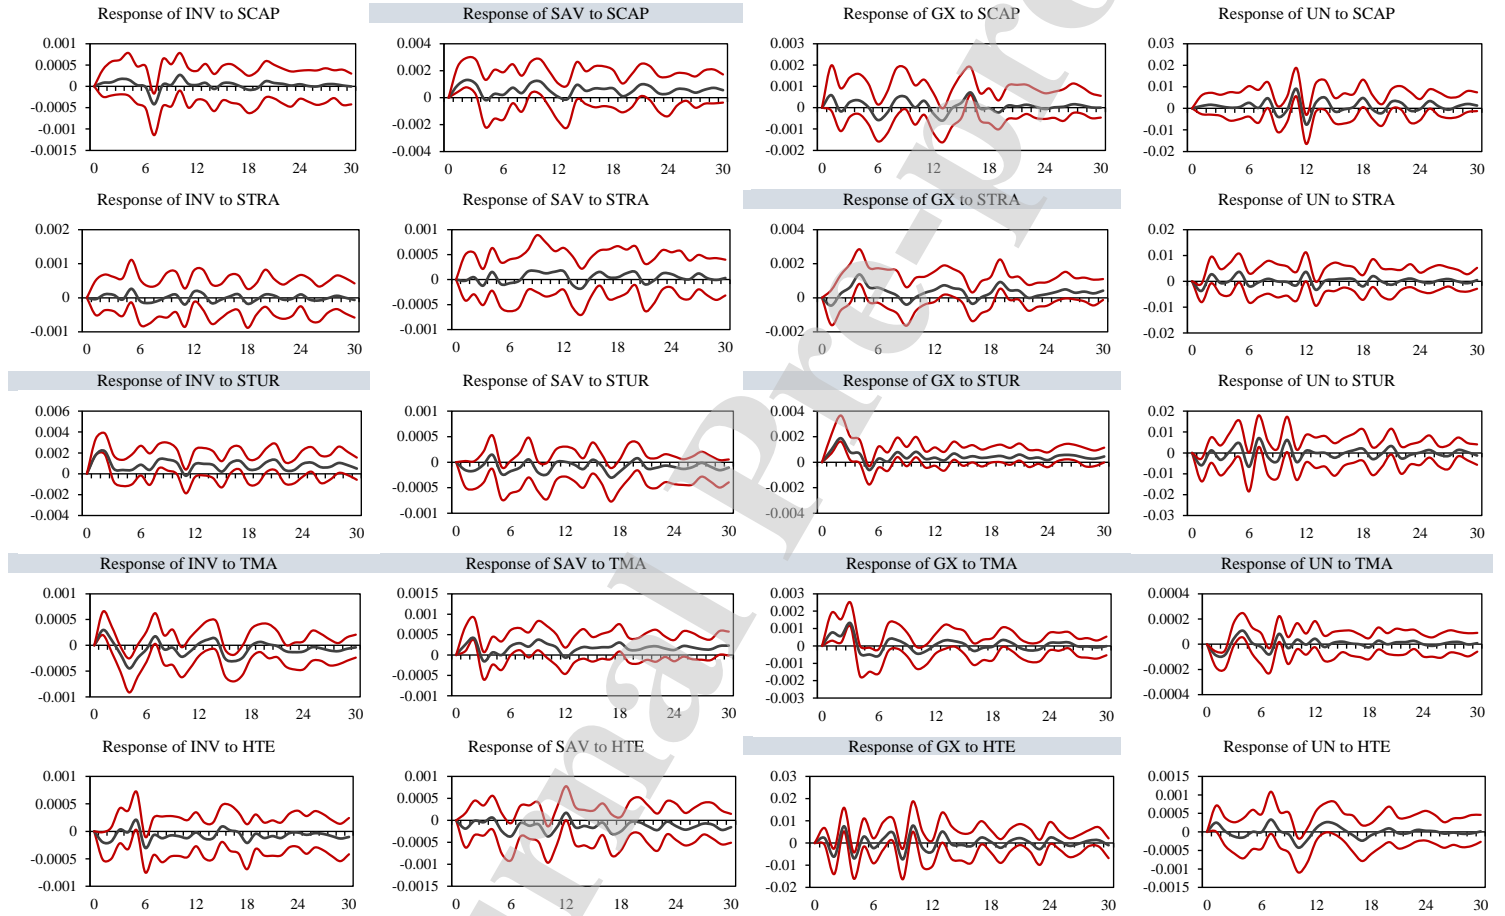 Response of INV to SCAP
0.001
0.0005
0
-0.0005
-0.001
-0.0015
0 6 12 18 24 30
Response of SAV to SCAP
0.004
0.002
0
-0.002
-0.004
0 6 12 18 24 30
Response of GX to SCAP
0.003
0.002
0.001
0
-0.001
-0.002
0 6 12 18 24 30
Response of UN to SCAP
0.03
0.02
0.01
0
-0.01
-0.02
0 6 12 18 24 30
Response of INV to STRA
0.002
0.001
0
-0.001
0 6 12 18 24 30
Response of SAV to STRA
0.001
0.0005
0
-0.0005
-0.001
0 6 12 18 24 30
Response of GX to STRA
0.004
0.002
0
-0.002
0 6 12 18 24 30
Response of UN to STRA
0.02
0.01
0
-0.01
-0.02
0 6 12 18 24 30
Response of INV to STUR
0.006
0.004
0.002
0
-0.002
-0.004
0 6 12 18 24 30
Response of SAV to STUR
0.001
0.0005
0
-0.0005
-0.001
0 6 12 18 24 30
Response of GX to STUR
0.004
0.002
0
-0.002
-0.004
0 6 12 18 24 30
Response of UN to STUR
0.02
0.01
0
-0.01
-0.02
-0.03
0 6 12 18 24 30
Response of INV to TMA
0.001
0.0005
0
-0.0005
-0.001
0 6 12 18 24 30
Response of SAV to TMA
0.0015
0.001
0.0005
0
-0.0005
-0.001
0 6 12 18 24 30
Response of GX to TMA
0.003
0.002
0.001
0
-0.001
-0.002
-0.003
0 6 12 18 24 30
Response of UN to TMA
0.0004
0.0002
0
-0.0002
-0.0004
0 6 12 18 24 30
Response of INV to HTE
0.001
0.0005
0
-0.0005
-0.001
0 6 12 18 24 30
Response of SAV to HTE
0.001
0.0005
0
-0.0005
-0.001
-0.0015
0 6 12 18 24 30
Response of GX to HTE
0.03
0.02
0.01
0
-0.01
-0.02
0 6 12 18 24 30
Response of UN to HTE
0.0015
0.001
0.0005
0
-0.0005
-0.001
-0.0015
0 6 12 18 24 30
rnal Pre-pro